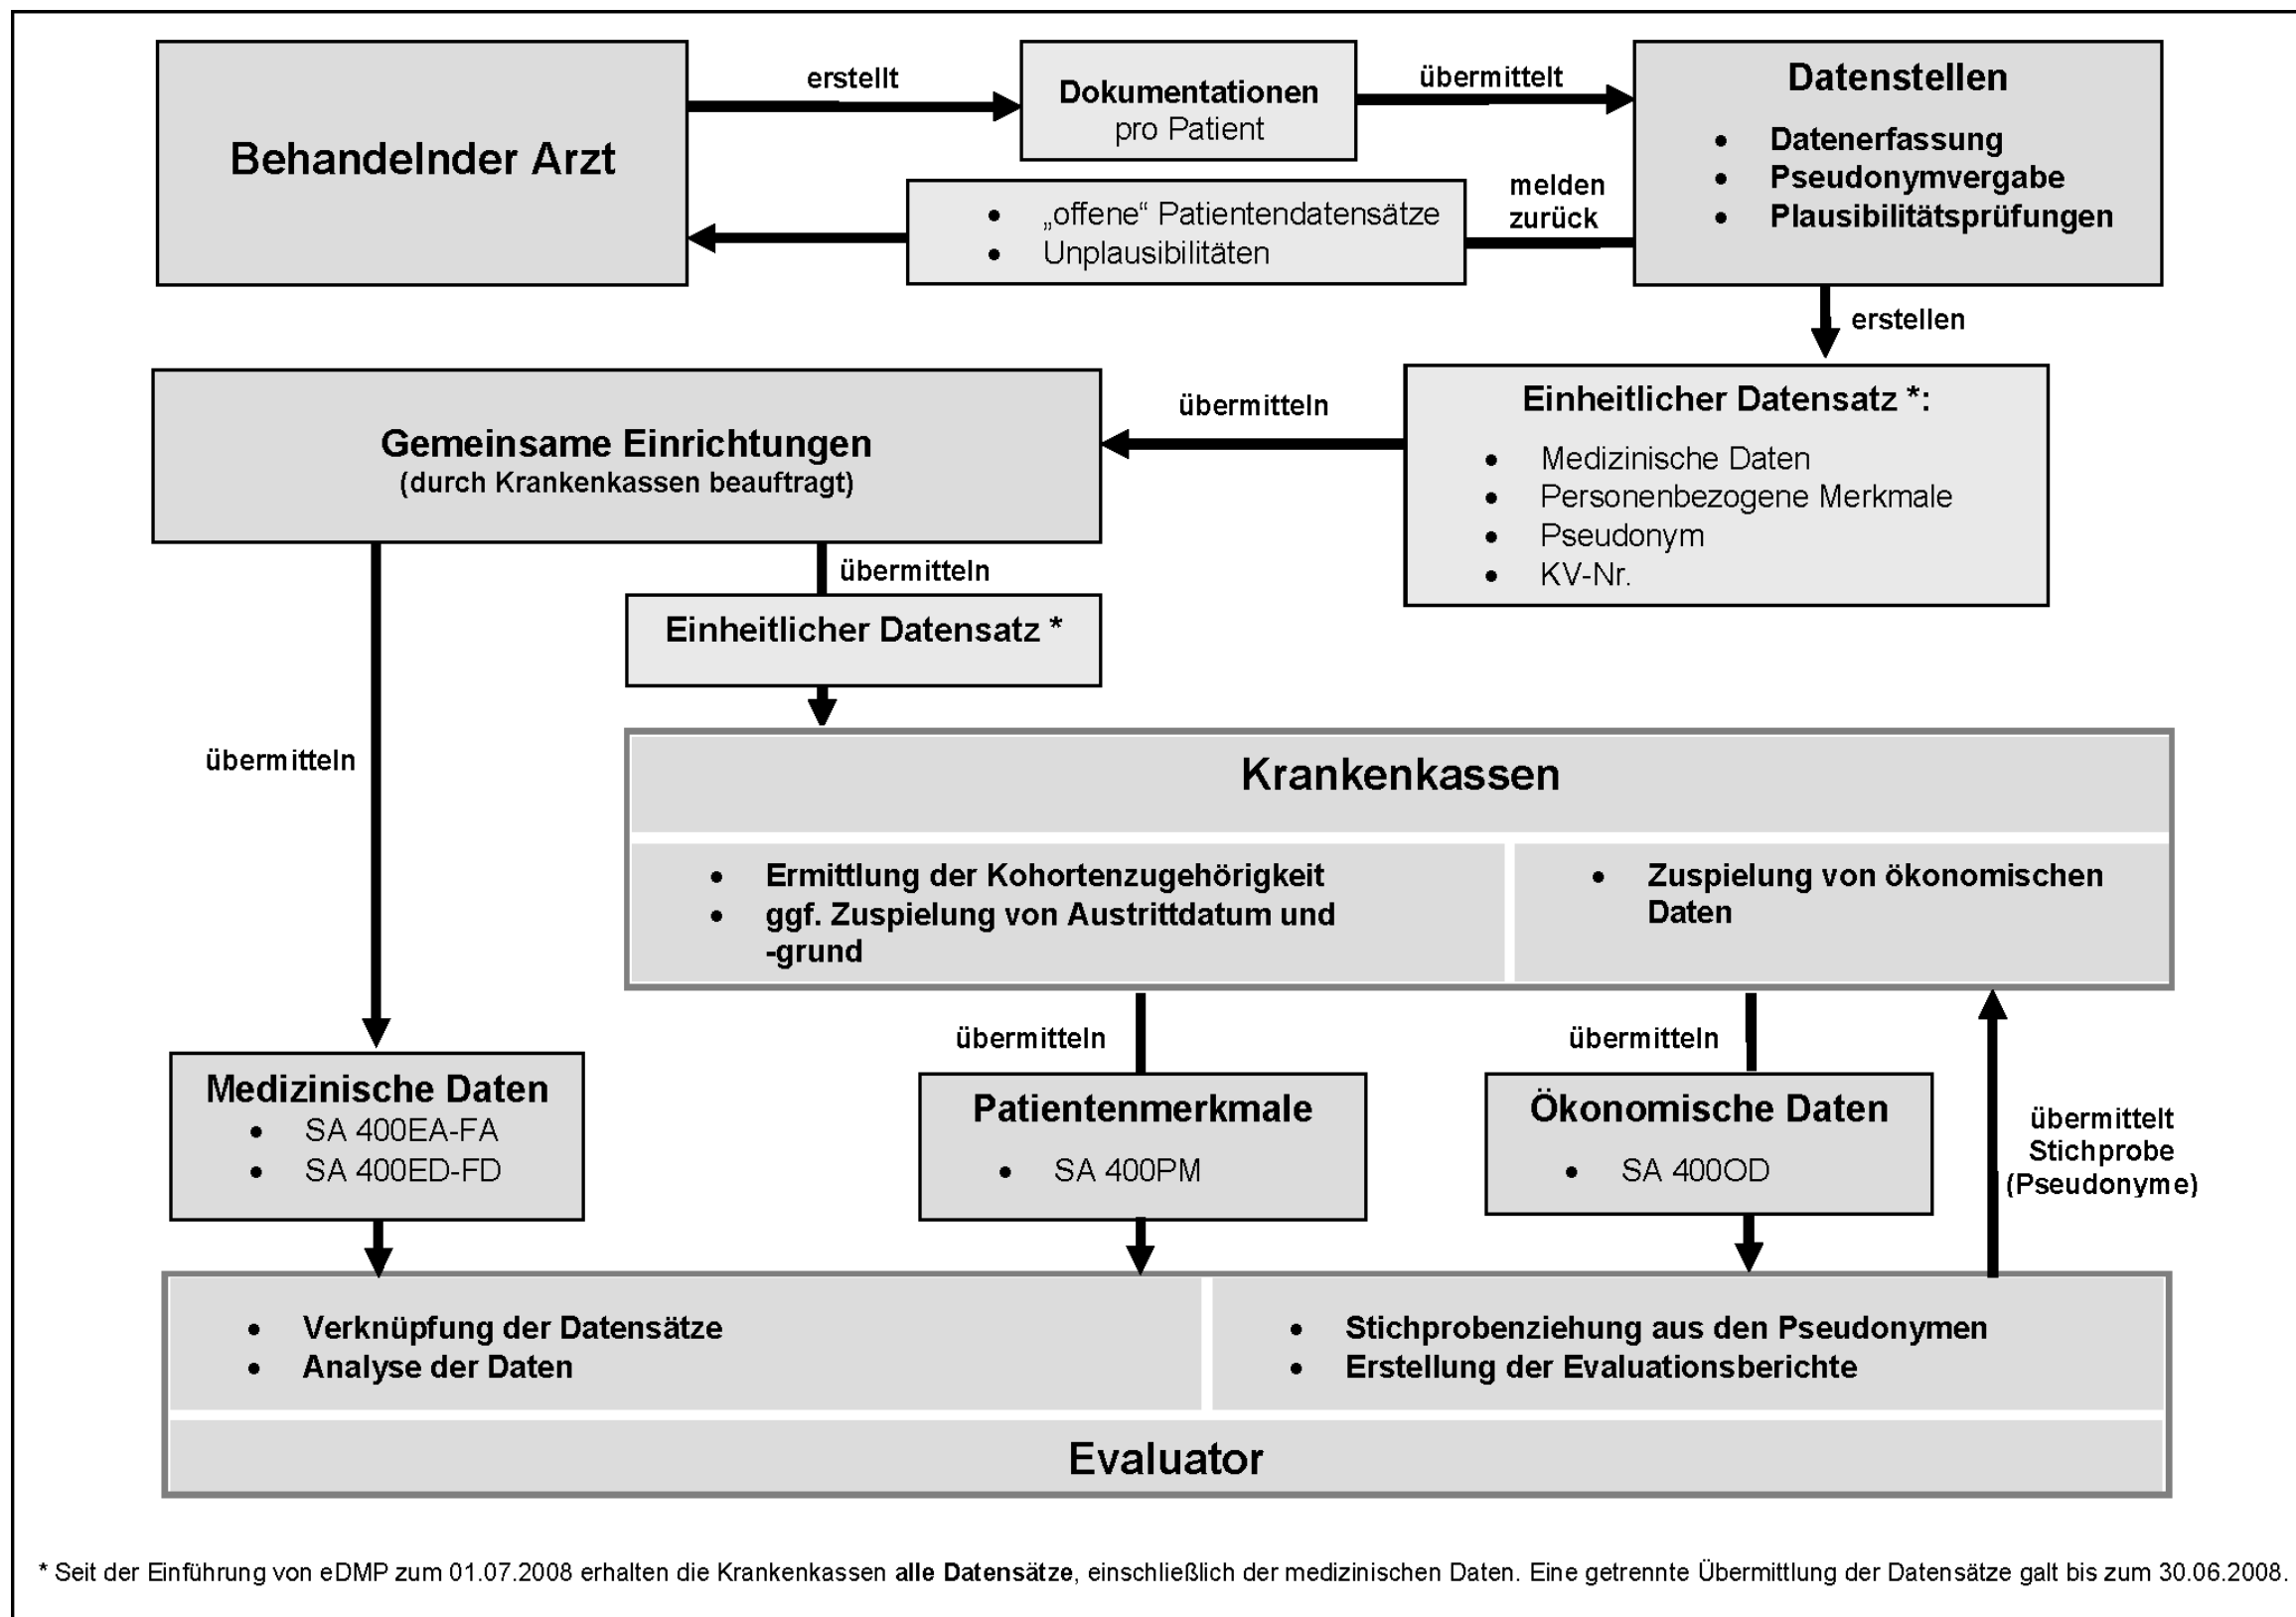 erstellt
Dokumentationen
pro Patient
übermittelt
Datenstellen
• Datenerfassung
• Pseudonymvergabe
• Plausibilitätsprüfungen
Behandelnder Arzt
• „offene“ Patientendatensätze
• Unplausibilitäten
melden
zurück
erstellen
Gemeinsame Einrichtungen
(durch Krankenkassen beauftragt)
übermitteln
Einheitlicher Datensatz *:
• Medizinische Daten
• Personenbezogene Merkmale
• Pseudonym
• KV-Nr.
übermitteln
Einheitlicher Datensatz *
übermitteln
Krankenkassen
• Ermittlung der Kohortenzugehörigkeit
• ggf. Zuspielung von Austrittdatum und
-grund
• Zuspielung von ökonomischen
Daten
übermitteln
übermitteln
Medizinische Daten
• SA 400EA-FA
• SA 400ED-FD
Patientenmerkmale
• SA 400PM
Ökonomische Daten
• SA 400OD
übermittelt
Stichprobe
(Pseudonyme)
• Verknüpfung der Datensätze
• Analyse der Daten
• Stichprobenziehung aus den Pseudonymen
• Erstellung der Evaluationsberichte
Evaluator
* Seit der Einführung von eDMP zum 01.07.2008 erhalten die Krankenkassen alle Datensätze, einschließlich der medizinischen Daten. Eine getrennte Übermittlung der Datensätze galt bis zum 30.06.2008.